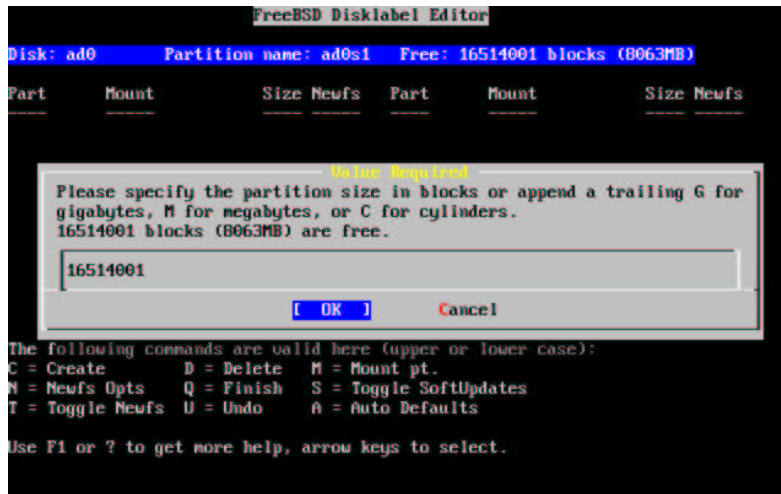 FreeBSD Disklabel Editor
Disk: ad0 Partition name: ad0s1 Free: 16514001 blocks (8063MB)
Part Mount Size Newfs Part Mount Size Newfs
Value Required
Please specify the partition size in blocks or append a trailing G for
gigabytes, M for megabytes, or C for cylinders.
16514001 blocks (8063MB) are free.
16514001
[ OK ] Cancel
The following commands are valid here (upper or lower case):
C = Create D = Delete M = Mount pt.
N = Newfs Opts Q = Finish S = Toggle SoftUpdates
T = Toggle Newfs U = Undo A = Auto Defaults
Use F1 or ? to get more help, arrow keys to select.